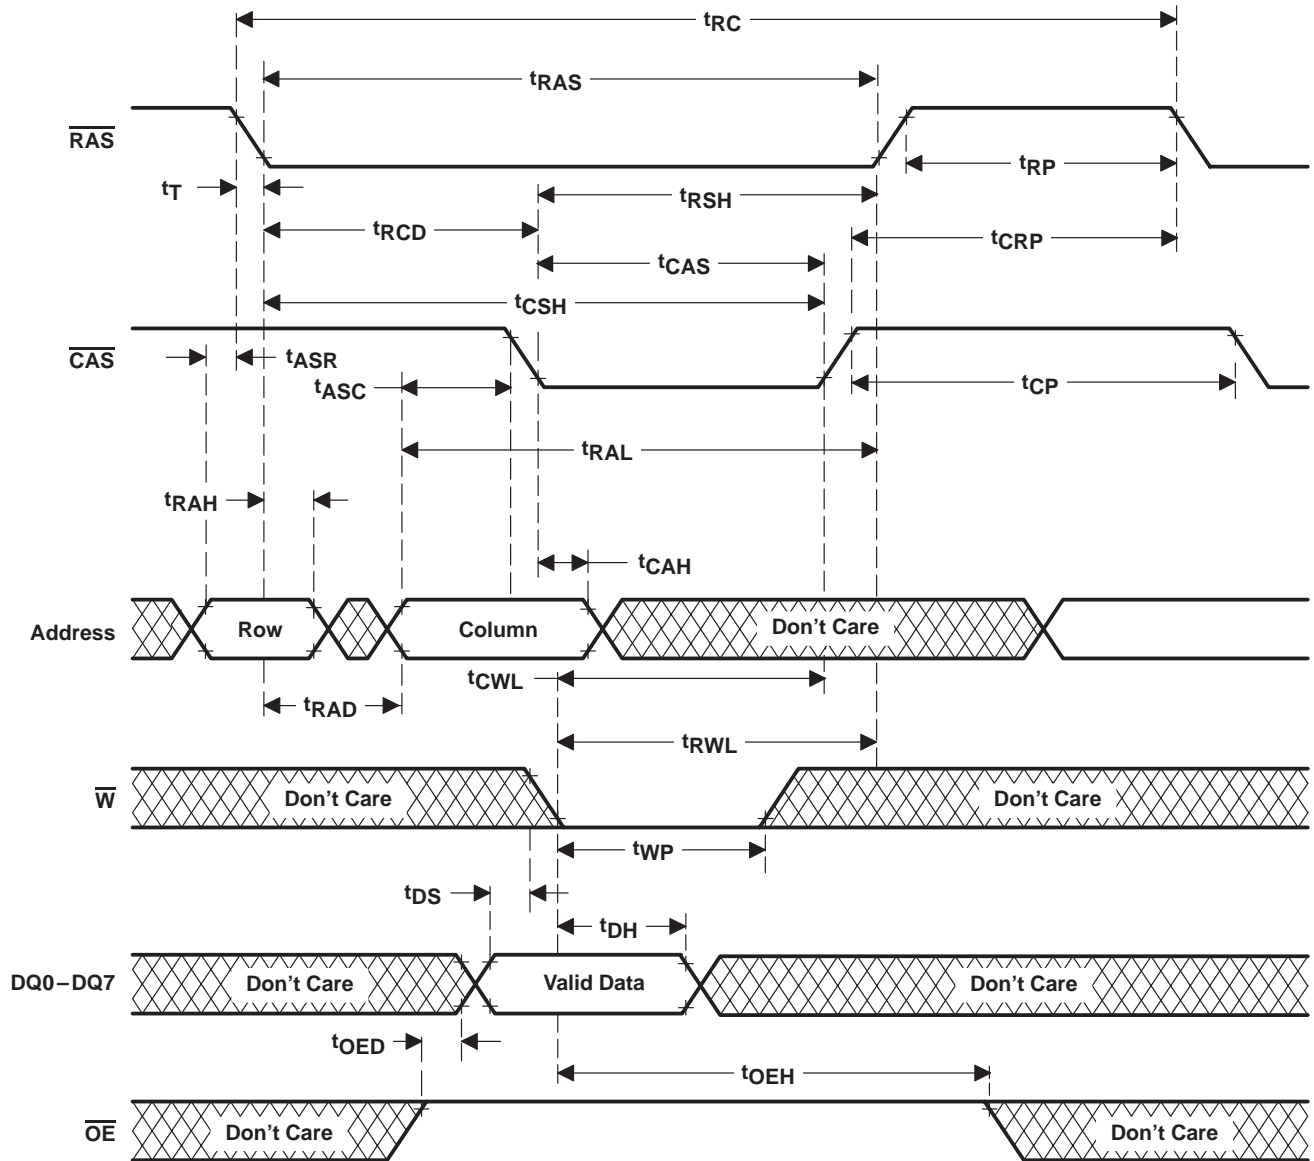 tRC
tRAS
RAS
tRP
tT
tRSH
tRCD
tCRP
tCAS
tCSH
CAS
tASR
tASC
tCP
tRAL
tRAH
tCAH
Address Row Column Don't Care
tCWL
tRAD
tRWL
W Don't Care Don't Care
tWP
tDS
tDH
DQ0–DQ7 Don't Care Valid Data Don't Care
tOED
tOEH
OE Don't Care Don't Care